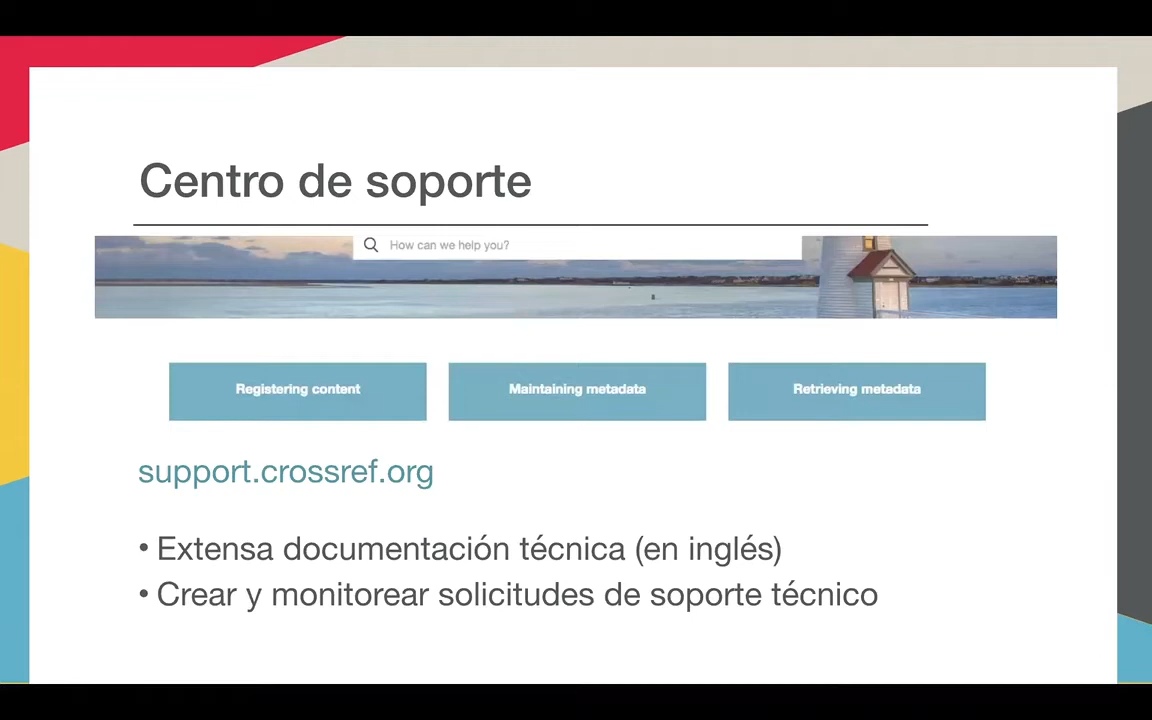 Centro de soporte
How can we help you?
Registering content
Maintaining metadata
Retrieving metadata
support.crossref.org
• Extensa documentación técnica (en inglés)
• Crear y monitorear solicitudes de soporte técnico